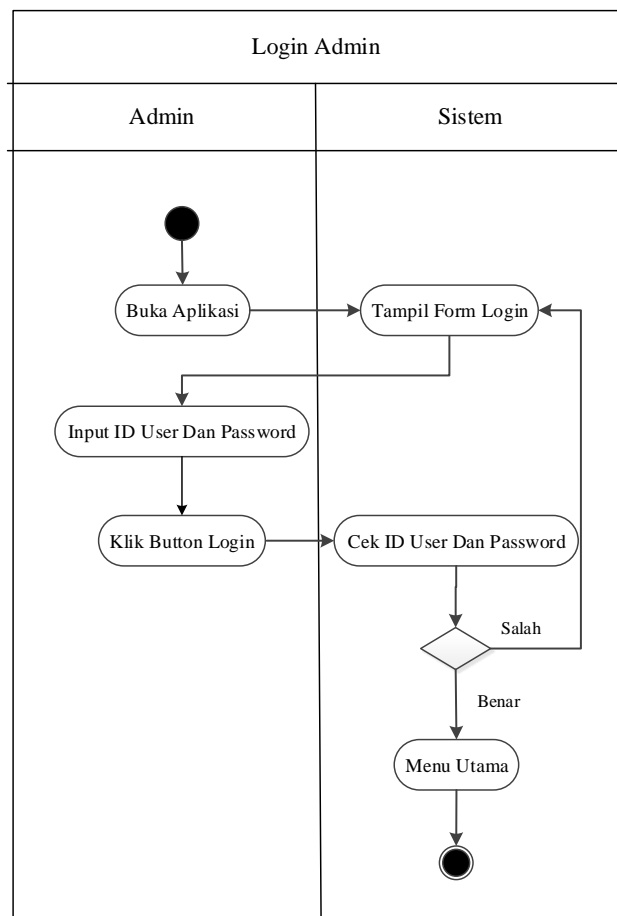 Login Admin
Admin
Sistem
Buka Aplikasi
Tampil Form Login
Input ID User Dan Password
Klik Button Login
Cek ID User Dan Password
Salah
Benar
Menu Utama